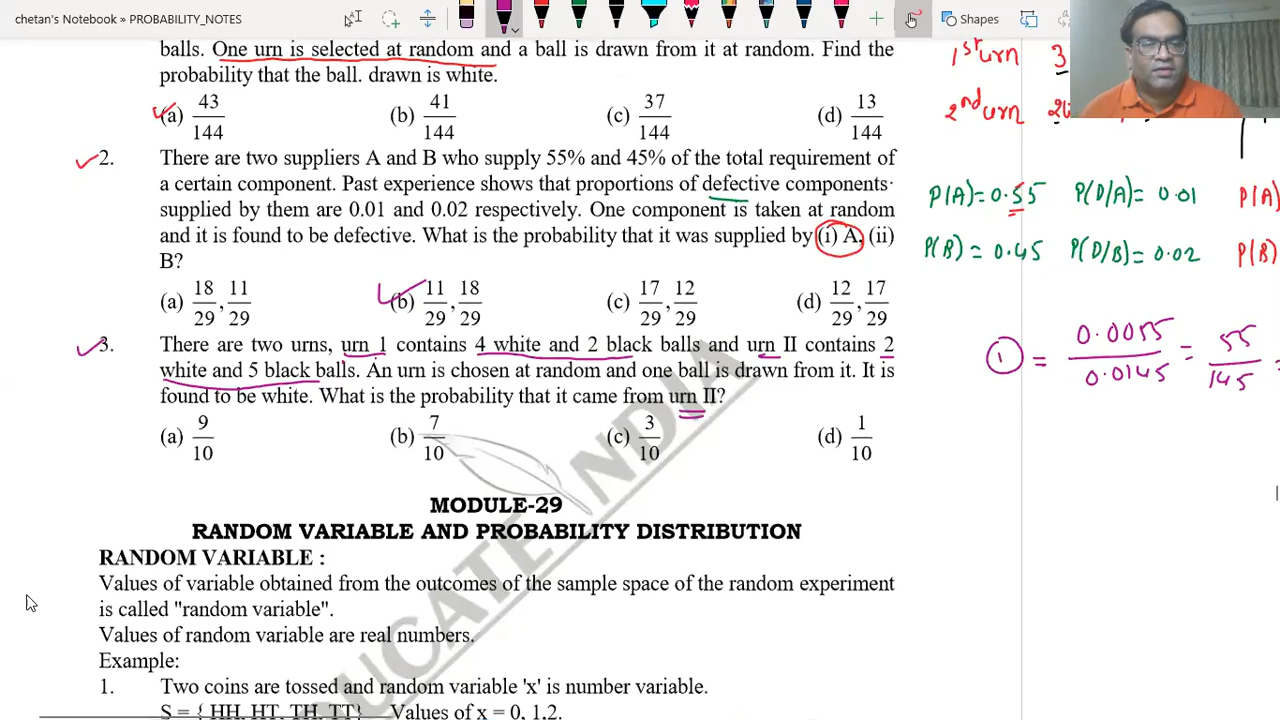 chetan's Notebook » PROBABILITY_NOTES
Shapes
balls. One urn is selected at random and a ball is drawn from it at random. Find the
probability that the ball. drawn is white.
(a) 43/144 (b) 41/144 (c) 37/144 (d) 13/144
2. There are two suppliers A and B who supply 55% and 45% of the total requirement of
a certain component. Past experience shows that proportions of defective components
supplied by them are 0.01 and 0.02 respectively. One component is taken at random
and it is found to be defective. What is the probability that it was supplied by (i) A, (ii)
B?
(a) 18/29, 11/29 (b) 11/29, 18/29 (c) 17/29, 12/29 (d) 12/29, 17/29
3. There are two urns, urn 1 contains 4 white and 2 black balls and urn II contains 2
white and 5 black balls. An urn is chosen at random and one ball is drawn from it. It is
found to be white. What is the probability that it came from urn II?
(a) 9/10 (b) 7/10 (c) 3/10 (d) 1/10
MODULE-29
RANDOM VARIABLE AND PROBABILITY DISTRIBUTION
RANDOM VARIABLE :
Values of variable obtained from the outcomes of the sample space of the random experiment
is called "random variable".
Values of random variable are real numbers.
Example:
1. Two coins are tossed and random variable 'x' is number variable.
S = { HH, HT, TH, TT} Values of x = 0, 1,2.
1st urn 3
2nd urn
P(A)=0.55 P(D/A)= 0.01 P(A)
P(B) = 0.45 P(D/B)= 0.02 P(B)
① = 0.0055/0.0145 = 55/145 =
UCATE INDIA